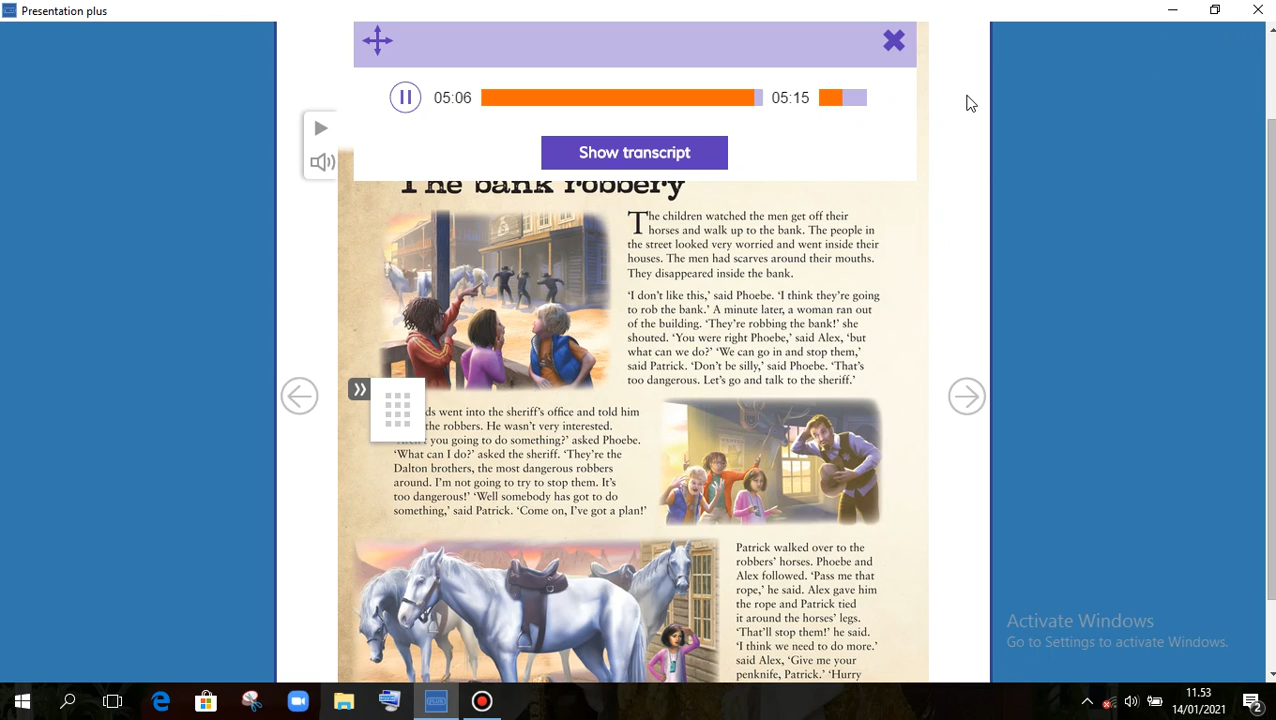 Presentation plus
05:06
05:15
Show transcript
The bank robbery
The children watched the men get off their
horses and walk up to the bank. The people in
the street looked very worried and went inside their
houses. The men had scarves around their mouths.
They disappeared inside the bank.
‘I don’t like this,’ said Phoebe. ‘I think they’re going
to rob the bank.’ A minute later, a woman ran out
of the building. ‘They’re robbing the bank!’ she
shouted. ‘You were right Phoebe,’ said Alex, ‘but
what can we do?’ ‘We can go in and stop them,’
said Patrick. ‘Don’t be silly,’ said Phoebe. ‘That’s
too dangerous. Let’s go and talk to the sheriff.’
ds went into the sheriff’s office and told him
the robbers. He wasn’t very interested.
‘Aren’t you going to do something?’ asked Phoebe.
‘What can I do?’ asked the sheriff. ‘They’re the
Dalton brothers, the most dangerous robbers
around. I’m not going to try to stop them. It’s
too dangerous!’ ‘Well somebody has got to do
something,’ said Patrick. ‘Come on, I’ve got a plan!’
Patrick walked over to the
robbers’ horses. Phoebe and
Alex followed. ‘Pass me that
rope,’ he said. Alex gave him
the rope and Patrick tied
it around the horses’ legs.
‘That’ll stop them!’ he said.
‘I think we need to do more.’
said Alex, ‘Give me your
penknife, Patrick.’ ‘Hurry
Activate Windows
Go to Settings to activate Windows.
PLUS
11.53
14/01/2021
2